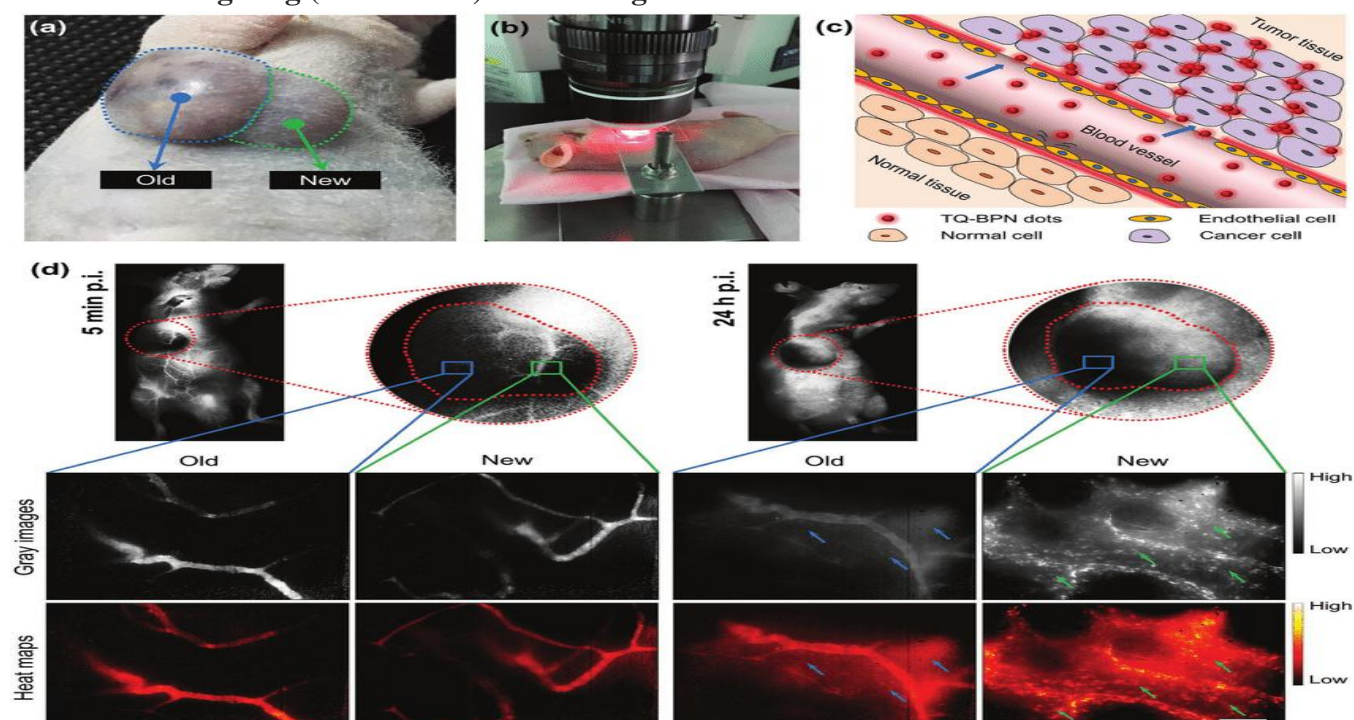 (a)
Old
New
(b)
N18
(c)
Tumor tissue
Blood vessel
Normal tissue
TQ-BPN dots
Endothelial cell
Normal cell
Cancer cell
(d)
5 min p.i.
24 h p.i.
Old
New
Old
New
Gray images
High
Low
Heat maps
High
Low